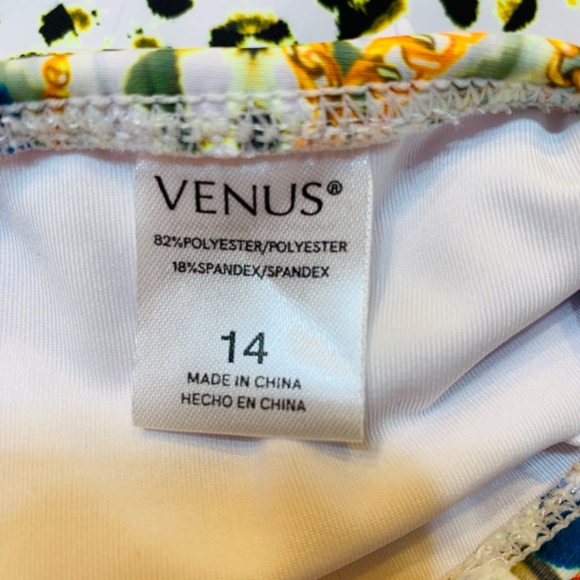 VENUS®
82%POLYESTER/POLYESTER
18%SPANDEX/SPANDEX
14
MADE IN CHINA
HECHO EN CHINA